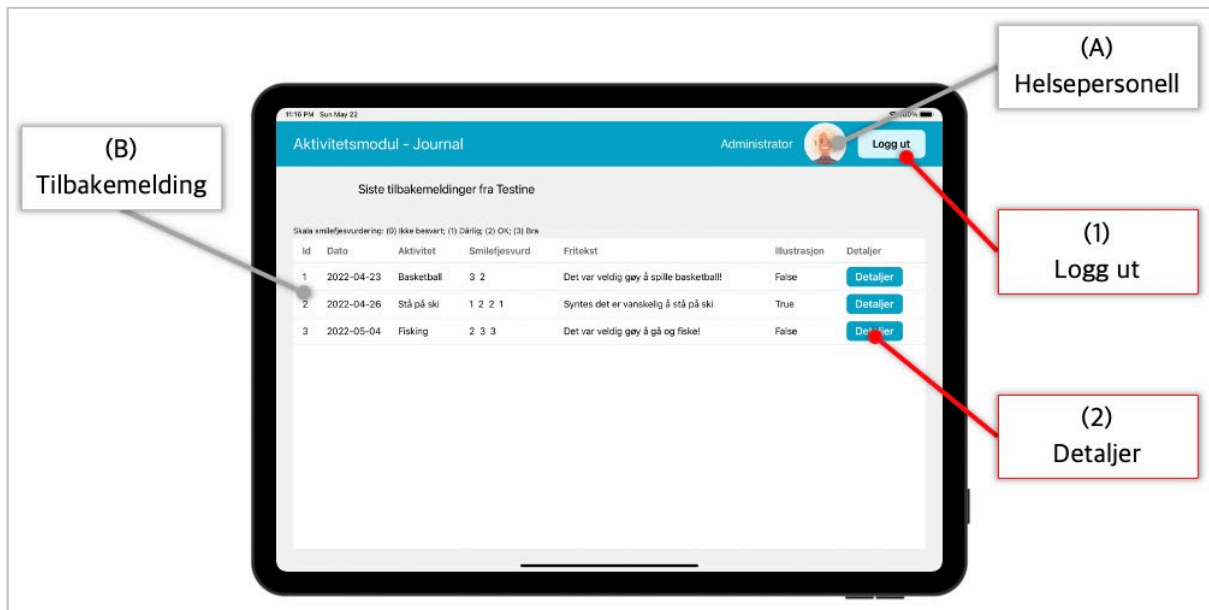 (A)
Helsepersonell
11:16 PM Sun May 22
100%
Aktivitetsmodul - Journal
Administrator
Logg ut
(B)
Tilbakemelding
Siste tilbakemeldinger fra Testine
Skala smilefjesvurdering: (0) Ikke besvart; (1) Dårlig; (2) OK; (3) Bra
Id Dato Aktivitet Smilefjesvurd Fritekst Illustrasjon Detaljer
1 2022-04-23 Basketball 3 2 Det var veldig gøy å spille basketball! False Detaljer
2 2022-04-26 Stå på ski 1 2 2 1 Syntes det er vanskelig å stå på ski True Detaljer
3 2022-05-04 Fisking 2 3 3 Det var veldig gøy å gå og fiske! False Detaljer
(1)
Logg ut
(2)
Detaljer